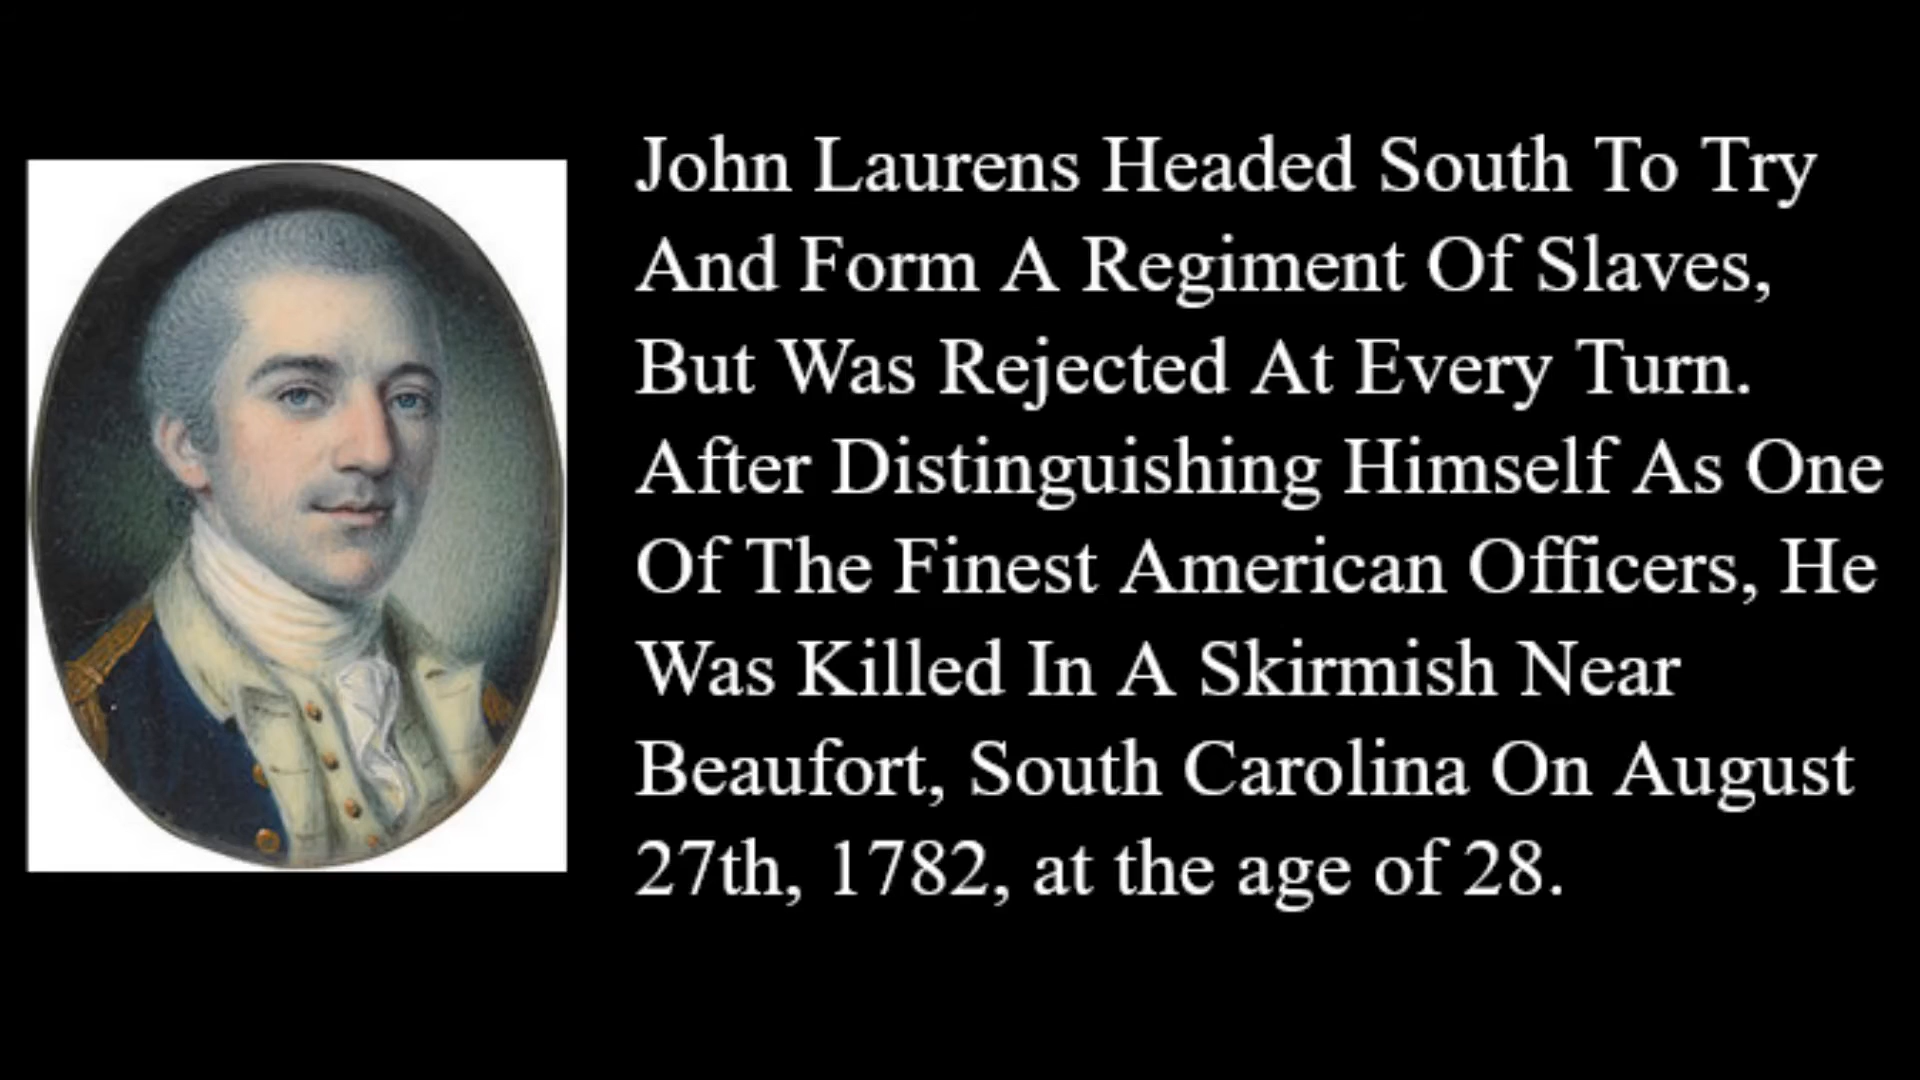 John Laurens Headed South To Try
And Form A Regiment Of Slaves,
But Was Rejected At Every Turn.
After Distinguishing Himself As One
Of The Finest American Officers, He
Was Killed In A Skirmish Near
Beaufort, South Carolina On August
27th, 1782, at the age of 28.